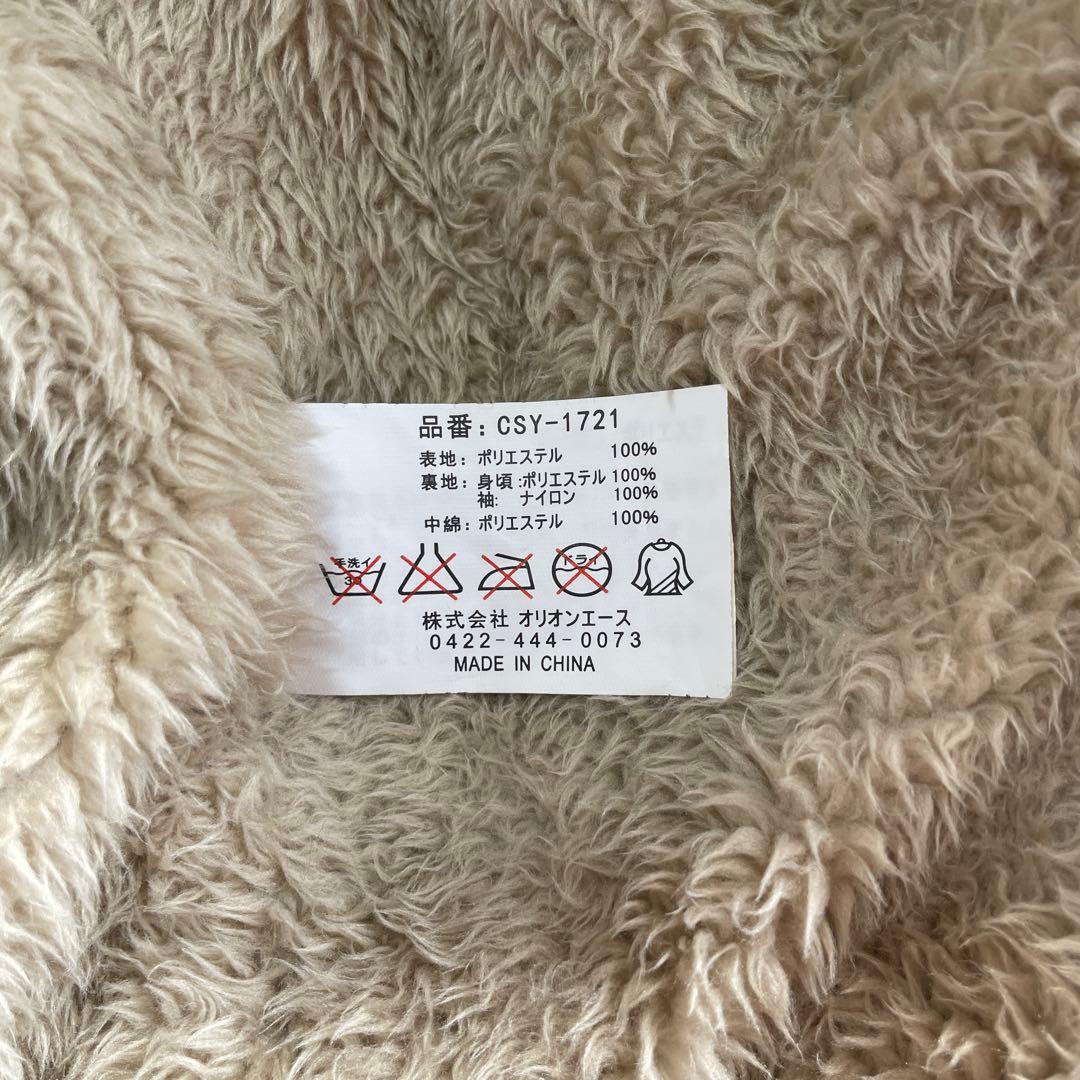 品番: CSY-1721
表地: ポリエステル 100%
裏地: 身頃:ポリエステル 100%
袖: ナイロン 100%
中綿: ポリエステル 100%
手洗イ 30 ドライ
株式会社 オリオンエース
0422-444-0073
MADE IN CHINA